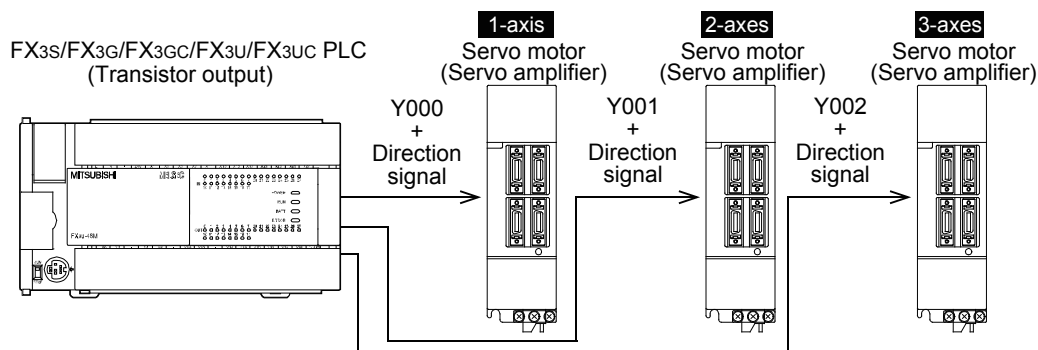 FX3S/FX3G/FX3GC/FX3U/FX3UC PLC
(Transistor output)
MITSUBISHI
1-axis
Servo motor
(Servo amplifier)
Y000
+
Direction
signal
2-axes
Servo motor
(Servo amplifier)
Y001
+
Direction
signal
3-axes
Servo motor
(Servo amplifier)
Y002
+
Direction
signal